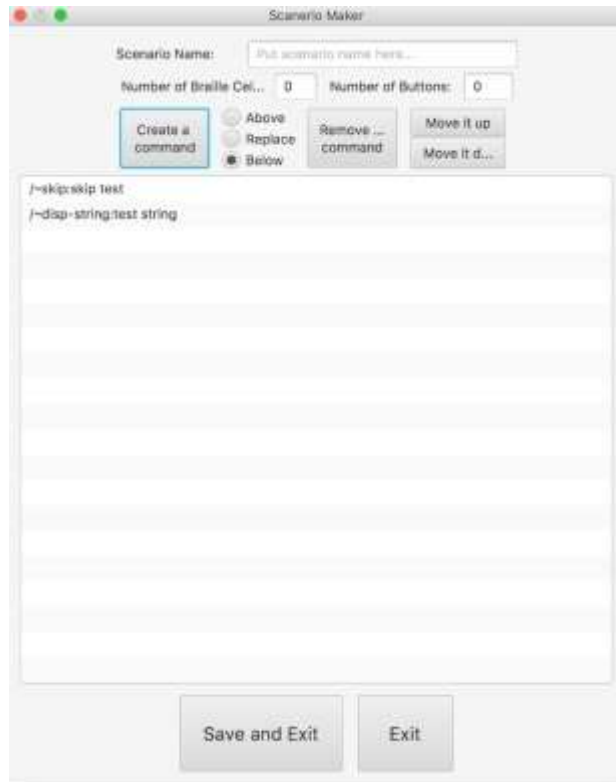 Scanerio Maker
Scenario Name: Put scenario name here...
Number of Braille Cel... 0 Number of Buttons: 0
Create a command
Above
Replace
Below
Remove ... command
Move it up
Move it d...
/~skip:skip test
/~disp-string:test string
Save and Exit Exit